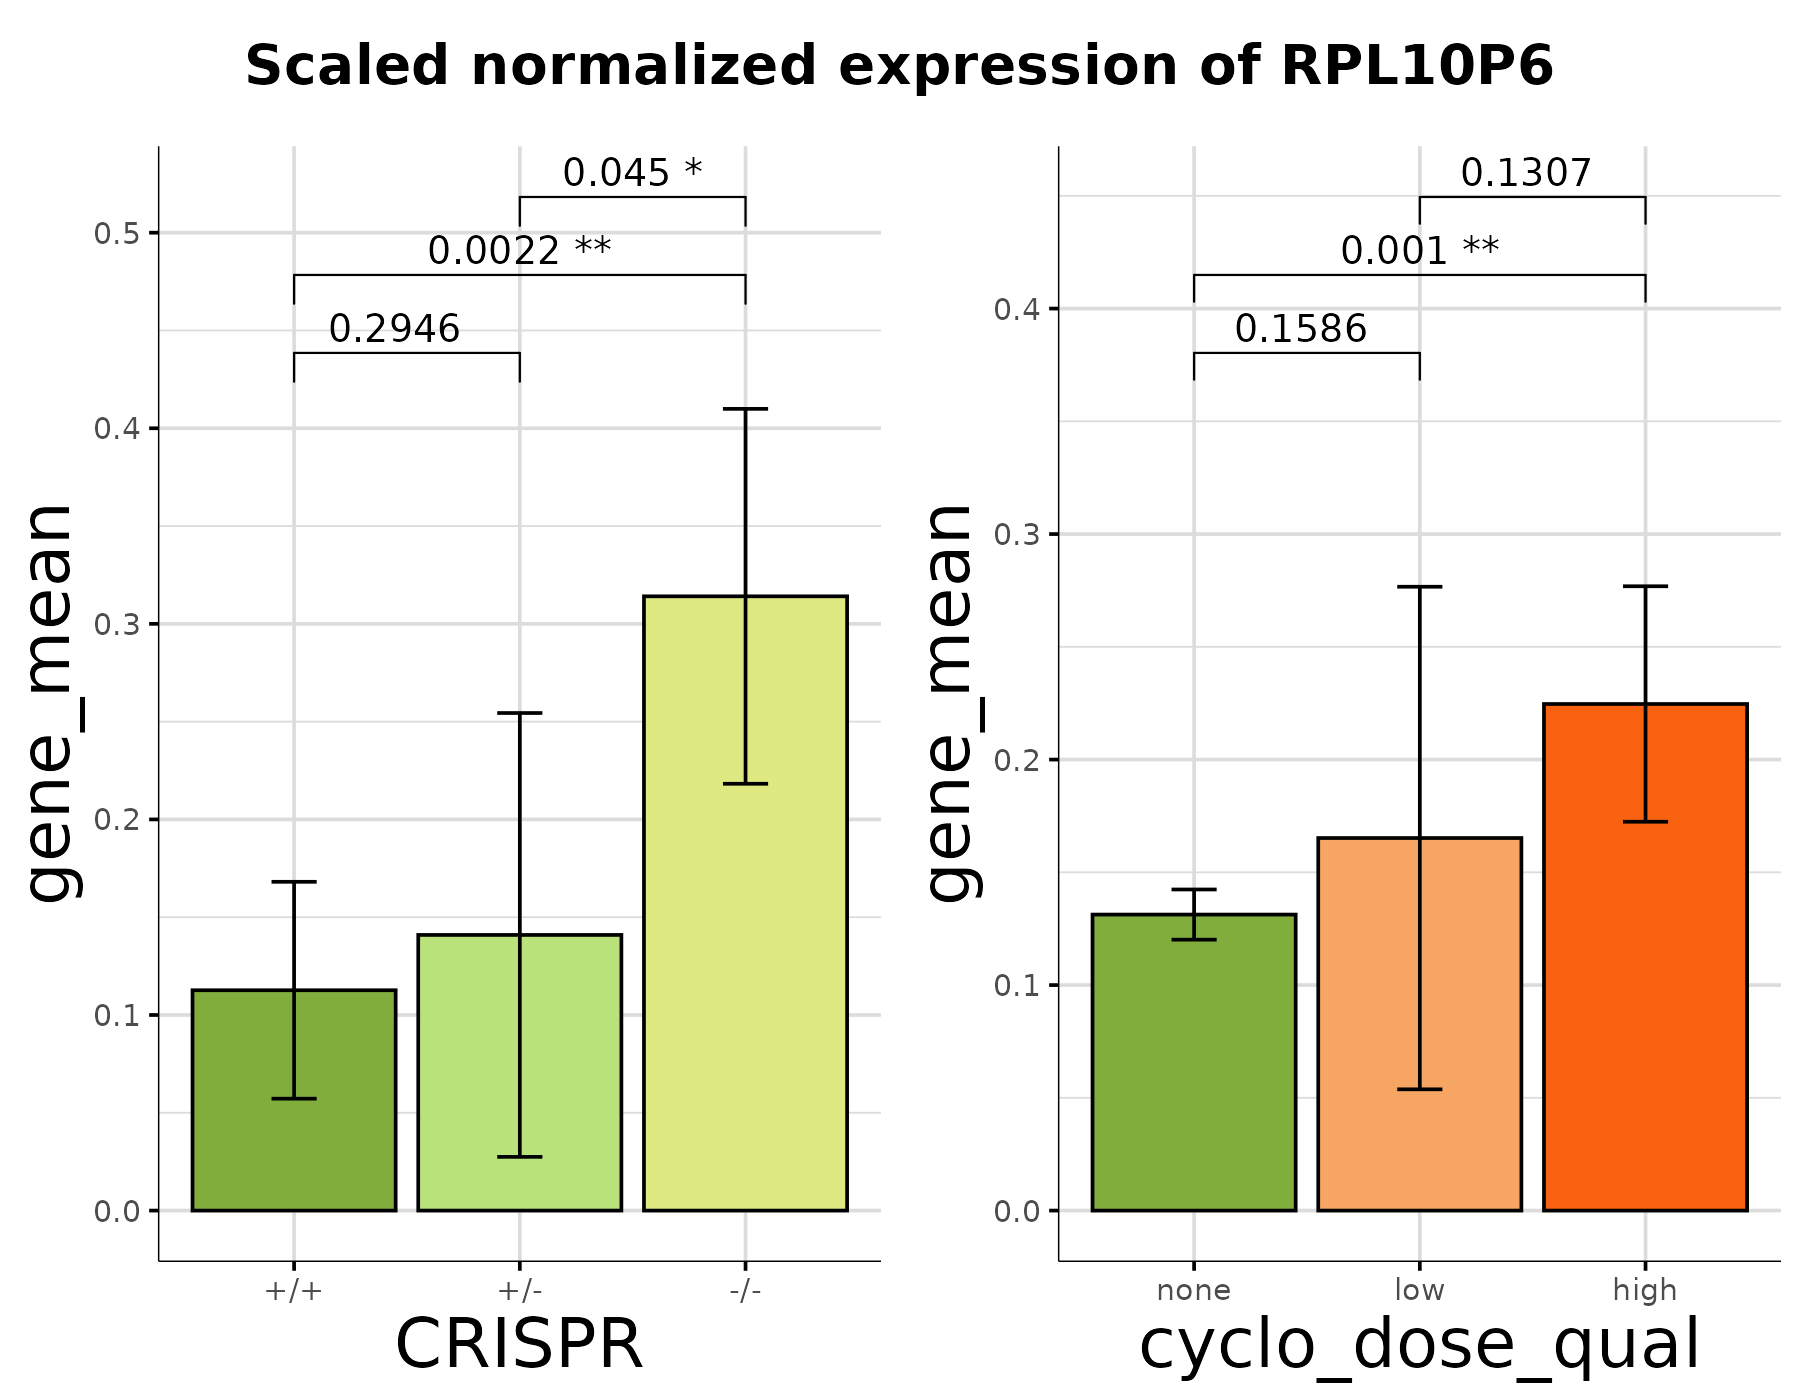 Scaled normalized expression of RPL10P6
gene_mean
0.5
0.4
0.3
0.2
0.1
0.0
0.045 *
0.0022 **
0.2946
+/+
+/-
-/-
CRISPR
gene_mean
0.4
0.3
0.2
0.1
0.0
0.1307
0.001 **
0.1586
none
low
high
cyclo_dose_qual